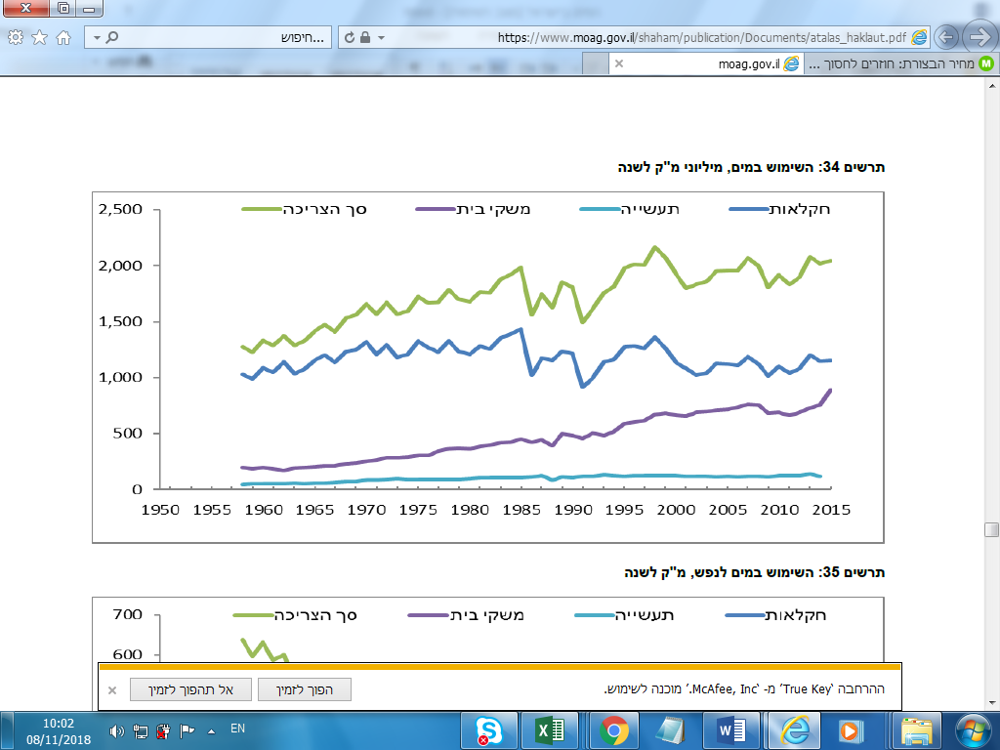 חיפוש...
https://www.moag.gov.il/shaham/publication/Documents/atalas_haklaut.pdf
moag.gov.il
מחיר הבצורת: חוזרים לחסוך ...
תרשים 34: השימוש במים, מיליוני מ"ק לשנה
חקלאות תעשייה משקי בית סך הצריכה
2,500
2,000
1,500
1,000
500
0
1950 1955 1960 1965 1970 1975 1980 1985 1990 1995 2000 2005 2010 2015
תרשים 35: השימוש במים לנפש, מ"ק לשנה
חקלאות תעשייה משקי בית סך הצריכה
700
600
ההרחבה 'True Key' מ- 'McAfee, Inc.' מוכנה לשימוש.
הפוך לזמין
אל תהפוך לזמין
EN
10:02
08/11/2018